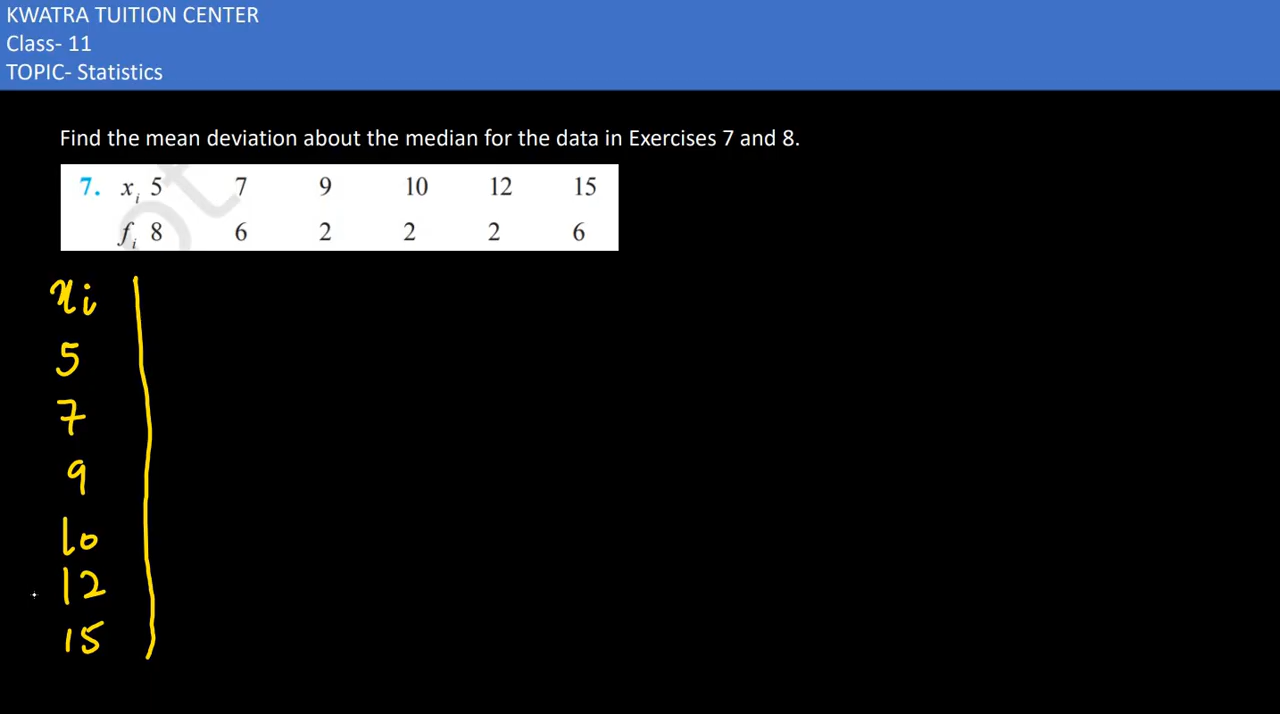 KWATRA TUITION CENTER
Class- 11
TOPIC- Statistics
Find the mean deviation about the median for the data in Exercises 7 and 8.
7. xi 5 7 9 10 12 15
fi 8 6 2 2 2 6
xi
5
7
9
10
12
15